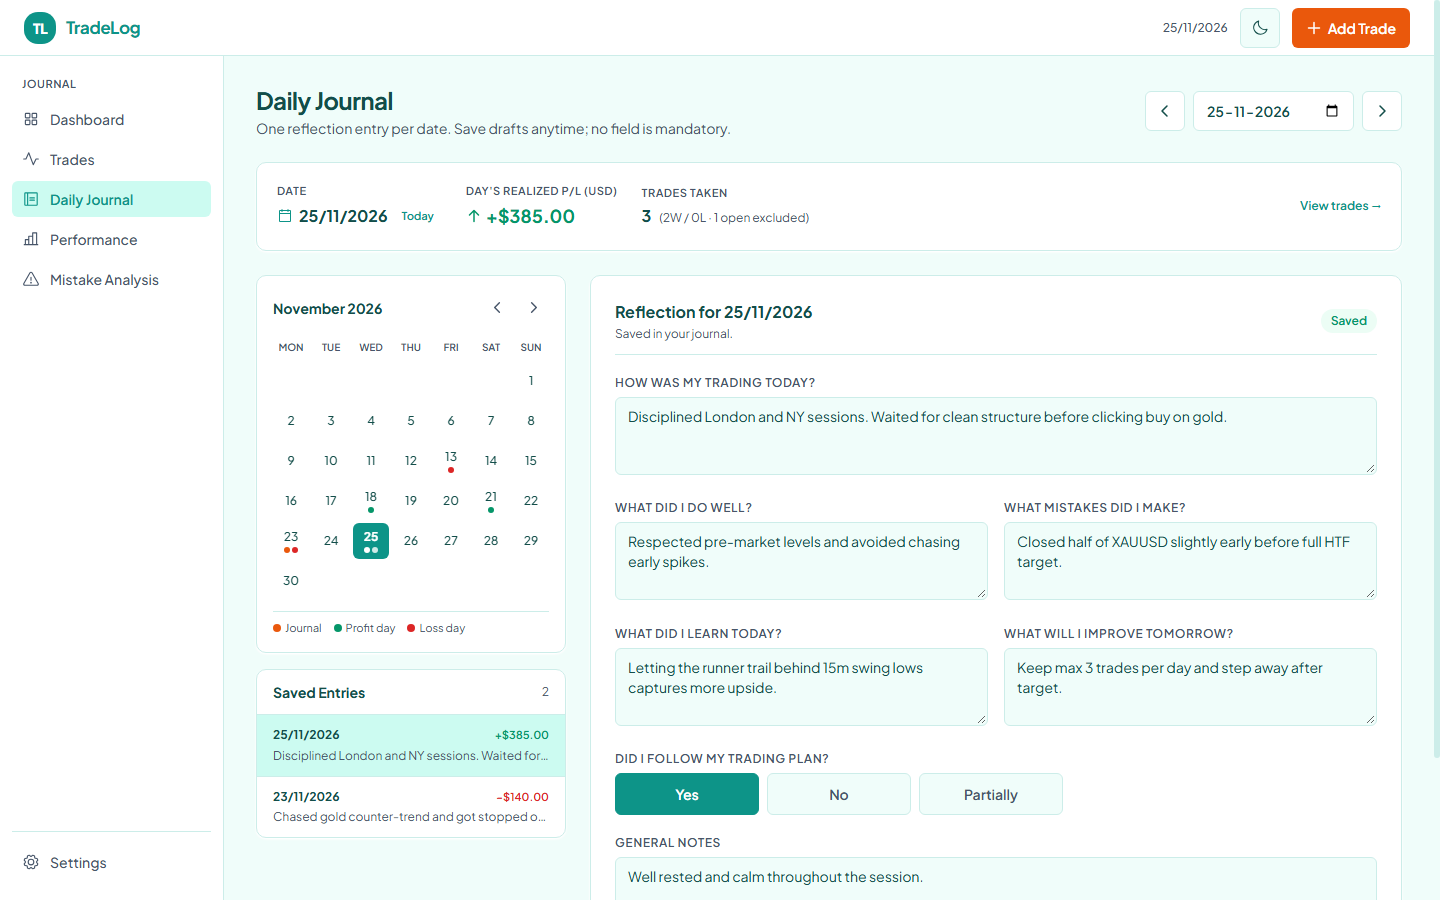 TL TradeLog
25/11/2026
Add Trade
JOURNAL
Dashboard
Trades
Daily Journal
Performance
Mistake Analysis
Settings
Daily Journal
One reflection entry per date. Save drafts anytime; no field is mandatory.
25-11-2026
DATE
25/11/2026 Today
DAY'S REALIZED P/L (USD)
↑ +$385.00
TRADES TAKEN
3 (2W / 0L · 1 open excluded)
View trades →
November 2026
MON TUE WED THU FRI SAT SUN
1
2 3 4 5 6 7 8
9 10 11 12 13 14 15
16 17 18 19 20 21 22
23 24 25 26 27 28 29
30
Journal Profit day Loss day
Saved Entries 2
25/11/2026 +$385.00
Disciplined London and NY sessions. Waited for...
23/11/2026 -$140.00
Chased gold counter-trend and got stopped o...
Reflection for 25/11/2026
Saved in your journal.
Saved
HOW WAS MY TRADING TODAY?
Disciplined London and NY sessions. Waited for clean structure before clicking buy on gold.
WHAT DID I DO WELL?
Respected pre-market levels and avoided chasing
early spikes.
WHAT MISTAKES DID I MAKE?
Closed half of XAUUSD slightly early before full HTF
target.
WHAT DID I LEARN TODAY?
Letting the runner trail behind 15m swing lows
captures more upside.
WHAT WILL I IMPROVE TOMORROW?
Keep max 3 trades per day and step away after
target.
DID I FOLLOW MY TRADING PLAN?
Yes No Partially
GENERAL NOTES
Well rested and calm throughout the session.